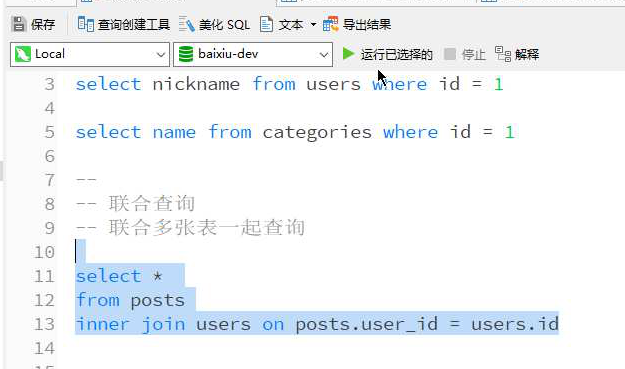 保存 查询创建工具 美化 SQL 文本 导出结果
Local baixiu-dev 运行已选择的 停止 解释
3 select nickname from users where id = 1
4
5 select name from categories where id = 1
6
7 --
8 -- 联合查询
9 -- 联合多张表一起查询
10
11 select *
12 from posts
13 inner join users on posts.user_id = users.id
14